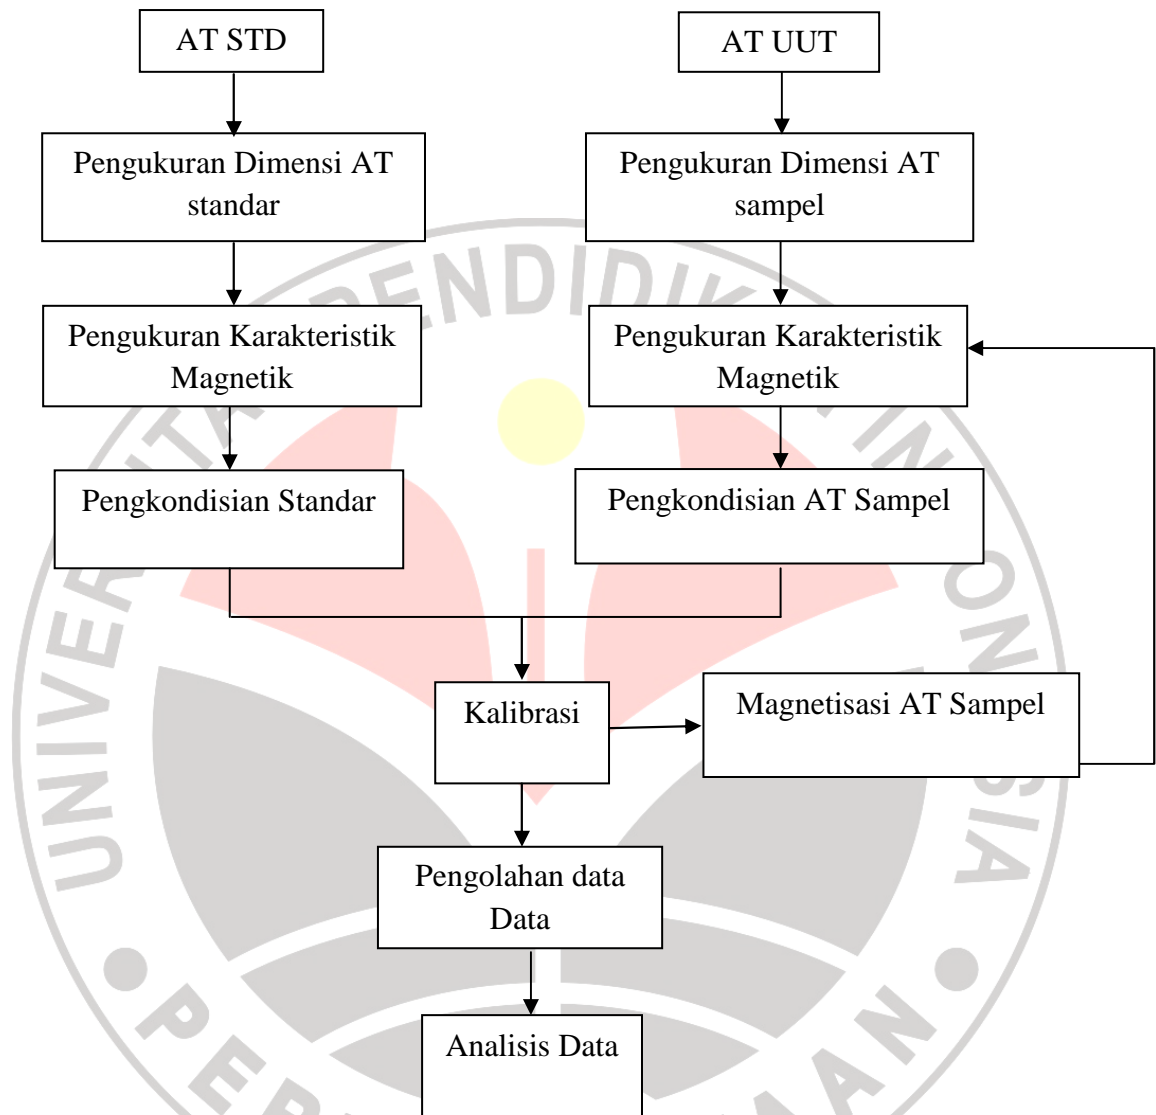 AT STD
AT UUT
Pengukuran Dimensi AT
standar
Pengukuran Dimensi AT
sampel
Pengukuran Karakteristik
Magnetik
Pengukuran Karakteristik
Magnetik
Pengkondisian Standar
Pengkondisian AT Sampel
Kalibrasi
Magnetisasi AT Sampel
Pengolahan data
Data
Analisis Data